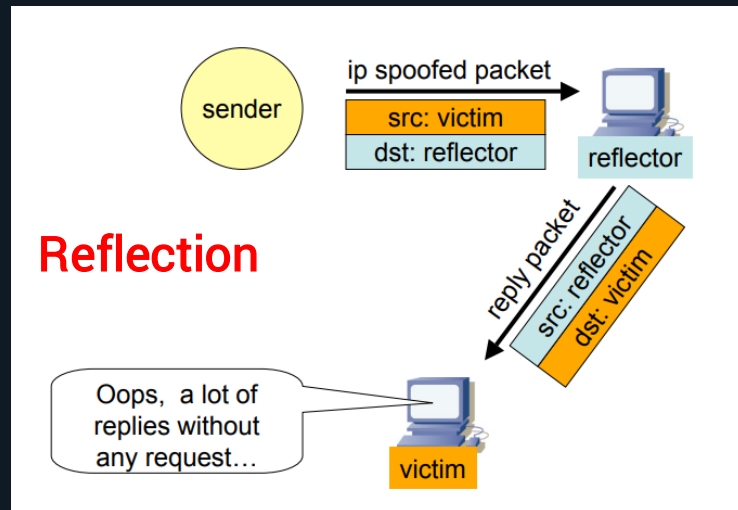 ip spoofed packet
sender
src: victim
dst: reflector
reflector
Reflection
reply packet
src: reflector
dst: victim
Oops, a lot of
replies without
any request…
victim